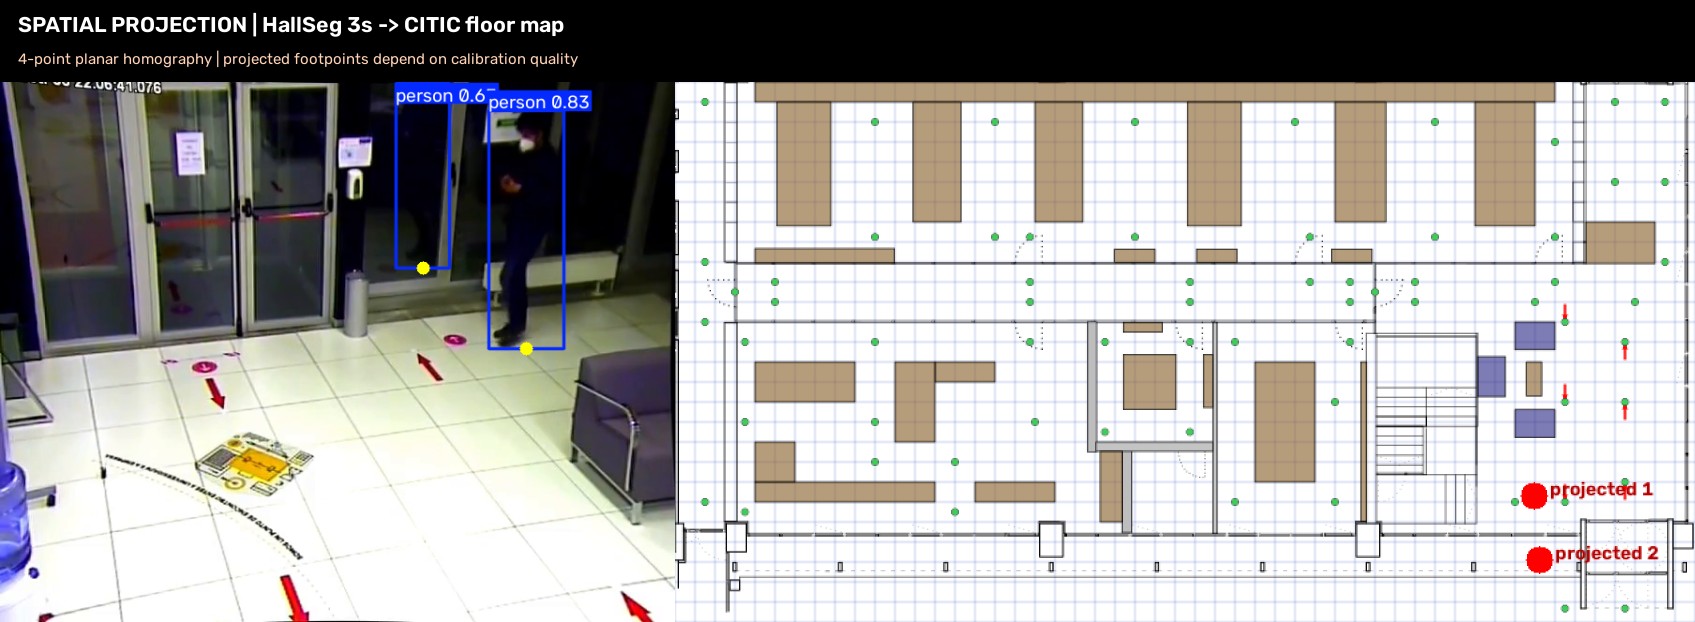 SPATIAL PROJECTION | HallSeg 3s -> CITIC floor map
4-point planar homography | projected footpoints depend on calibration quality
22:06:41.076
person 0.6
person 0.83
projected 1
projected 2